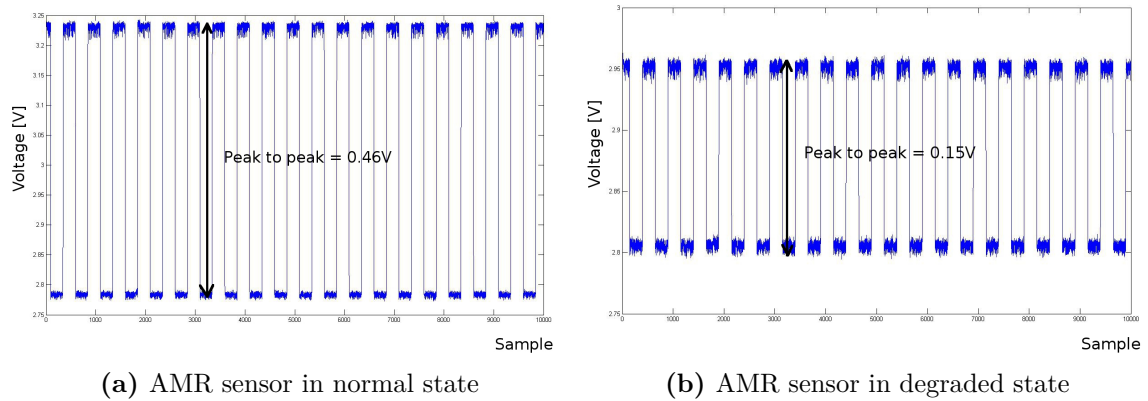 3.25
3.2
3.15
3.1
3.05
3
2.95
2.9
2.85
2.8
2.75
Voltage [V]
Peak to peak = 0.46V
0 1000 2000 3000 4000 5000 6000 7000 8000 9000 10000
Sample
(a) AMR sensor in normal state
3
2.95
2.9
2.85
2.8
2.75
Voltage [V]
Peak to peak = 0.15V
0 1000 2000 3000 4000 5000 6000 7000 8000 9000 10000
Sample
(b) AMR sensor in degraded state